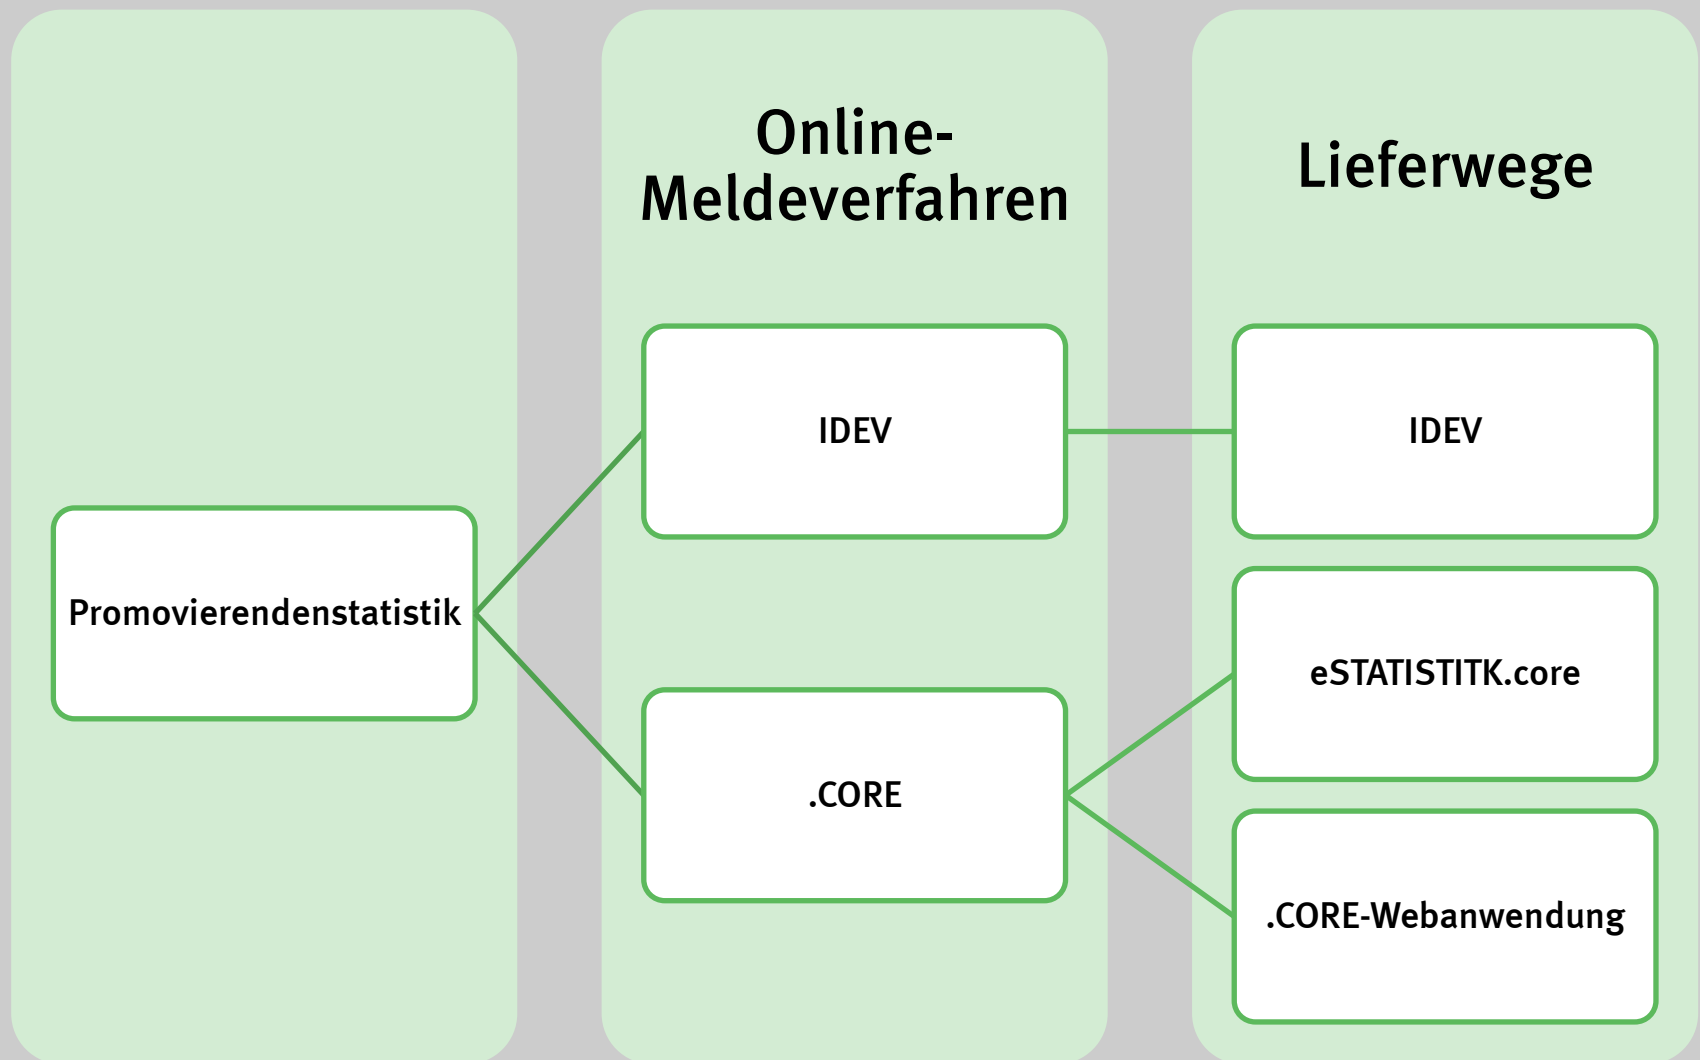 Online-
Meldeverfahren
Lieferwege
Promovierendenstatistik
IDEV
.CORE
IDEV
eSTATISTITK.core
.CORE-Webanwendung